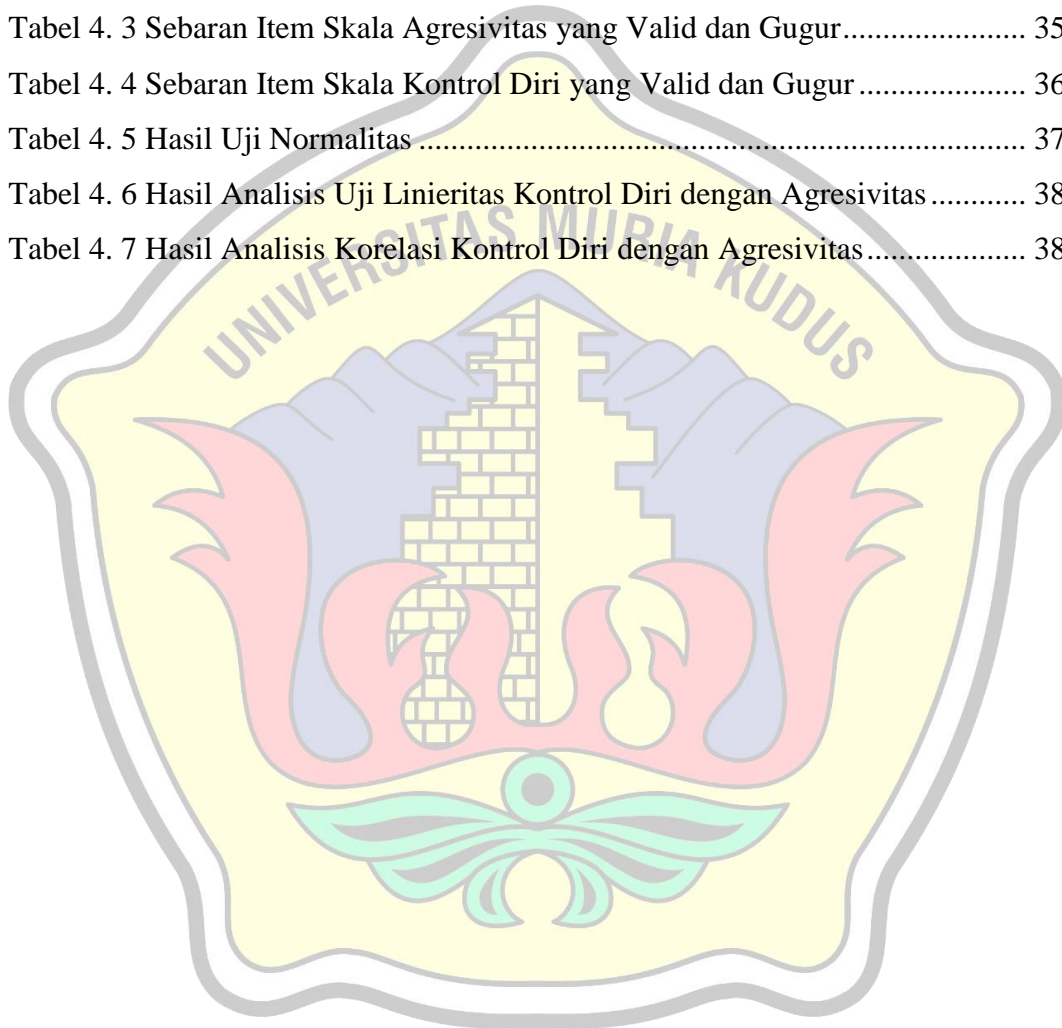 Tabel 4. 3 Sebaran Item Skala Agresivitas yang Valid dan Gugur...................... 35
Tabel 4. 4 Sebaran Item Skala Kontrol Diri yang Valid dan Gugur.................... 36
Tabel 4. 5 Hasil Uji Normalitas......................................................................... 37
Tabel 4. 6 Hasil Analisis Uji Linieritas Kontrol Diri dengan Agresivitas............ 38
Tabel 4. 7 Hasil Analisis Korelasi Kontrol Diri dengan Agresivitas................... 38
UNIVERSITAS MURIA KUDUS